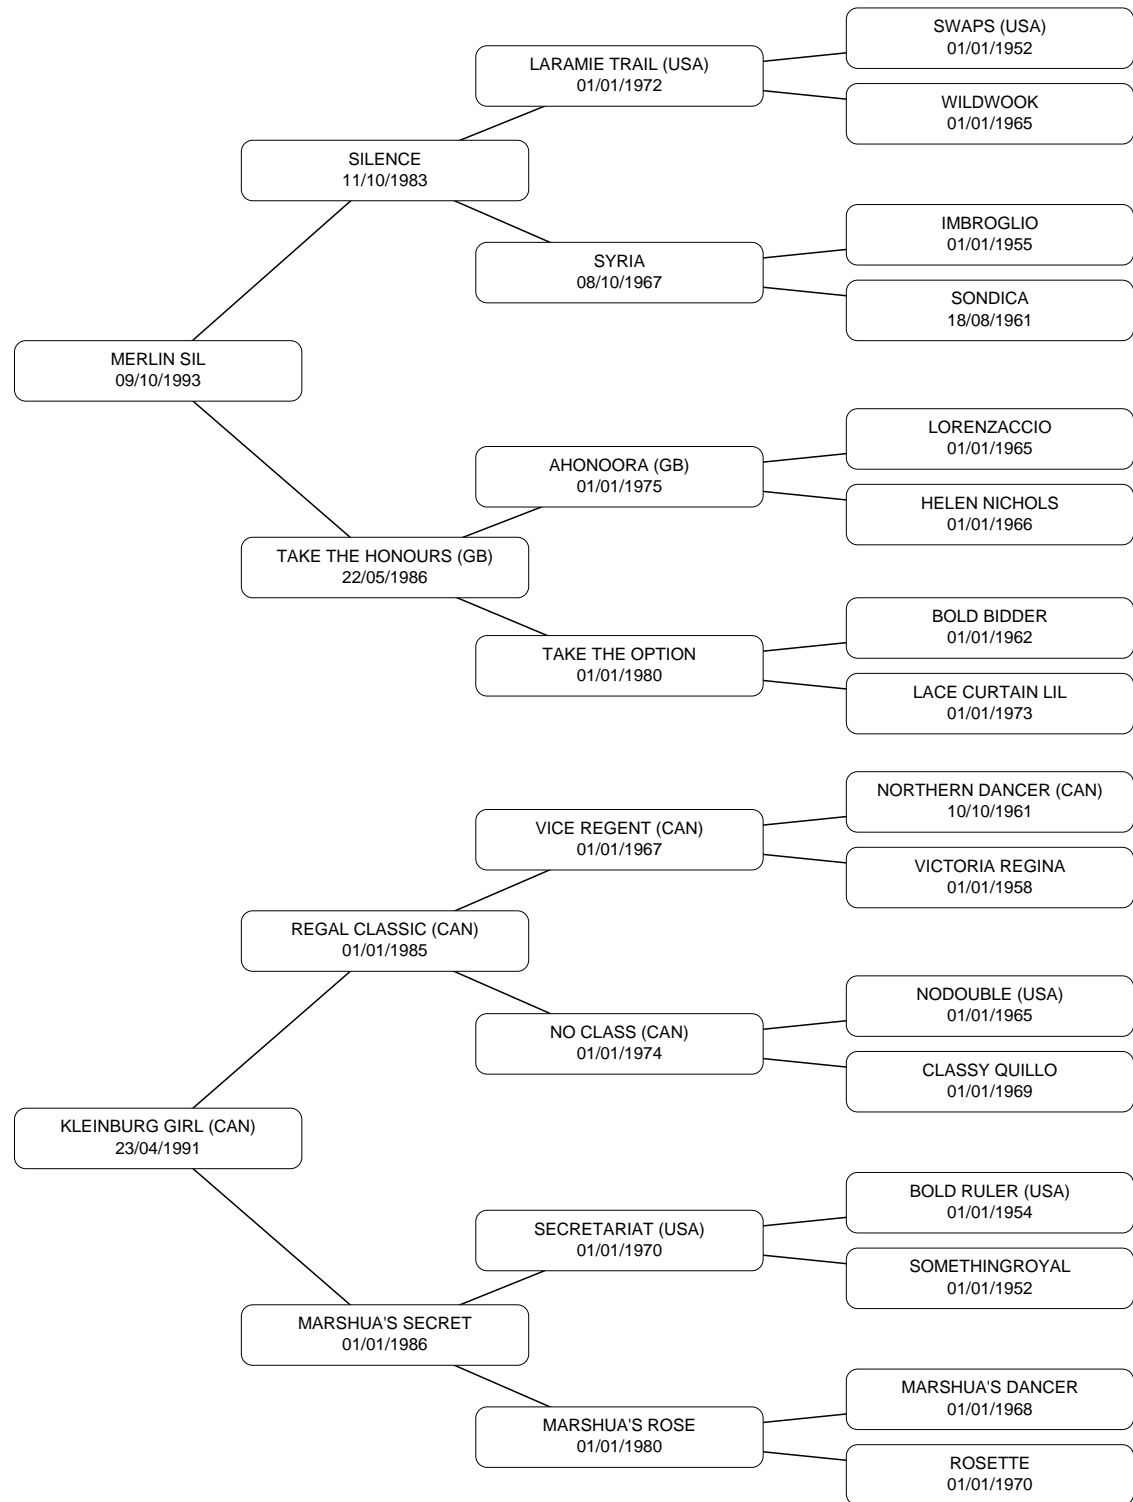 SWAPS (USA)
01/01/1952
LARAMIE TRAIL (USA)
01/01/1972
WILDWOOK
01/01/1965
SILENCE
11/10/1983
IMBROGLIO
01/01/1955
SYRIA
08/10/1967
SONDICA
18/08/1961
MERLIN SIL
09/10/1993
LORENZACCIO
01/01/1965
AHONOORA (GB)
01/01/1975
HELEN NICHOLS
01/01/1966
TAKE THE HONOURS (GB)
22/05/1986
BOLD BIDDER
01/01/1962
TAKE THE OPTION
01/01/1980
LACE CURTAIN LIL
01/01/1973
NORTHERN DANCER (CAN)
10/10/1961
VICE REGENT (CAN)
01/01/1967
VICTORIA REGINA
01/01/1958
REGAL CLASSIC (CAN)
01/01/1985
NODOUBLE (USA)
01/01/1965
NO CLASS (CAN)
01/01/1974
CLASSY QUILLO
01/01/1969
KLEINBURG GIRL (CAN)
23/04/1991
BOLD RULER (USA)
01/01/1954
SECRETARIAT (USA)
01/01/1970
SOMETHINGROYAL
01/01/1952
MARSHUA'S SECRET
01/01/1986
MARSHUA'S DANCER
01/01/1968
MARSHUA'S ROSE
01/01/1980
ROSETTE
01/01/1970